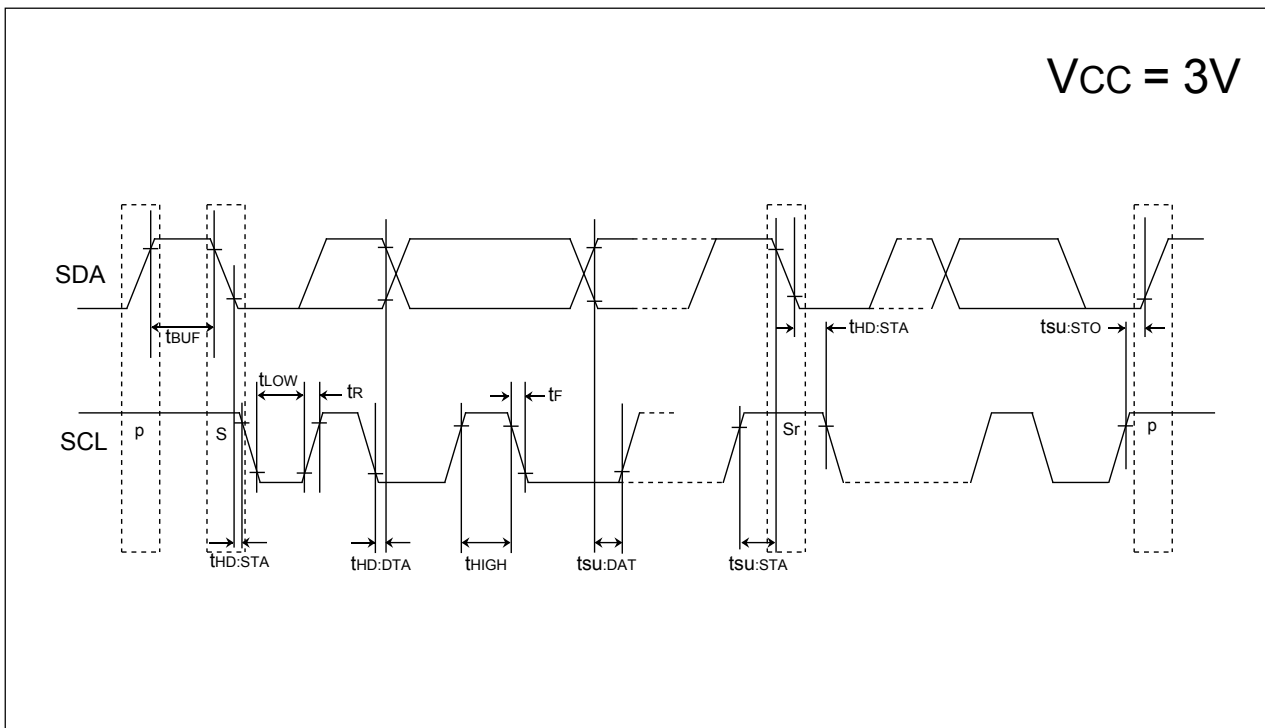 VCC = 3V
SDA
tBUF
tHD:STA
tsu:STO
tLOW
tR
tF
SCL
p
S
Sr
p
tHD:STA
tHD:DTA
tHIGH
tsu:DAT
tsu:STA